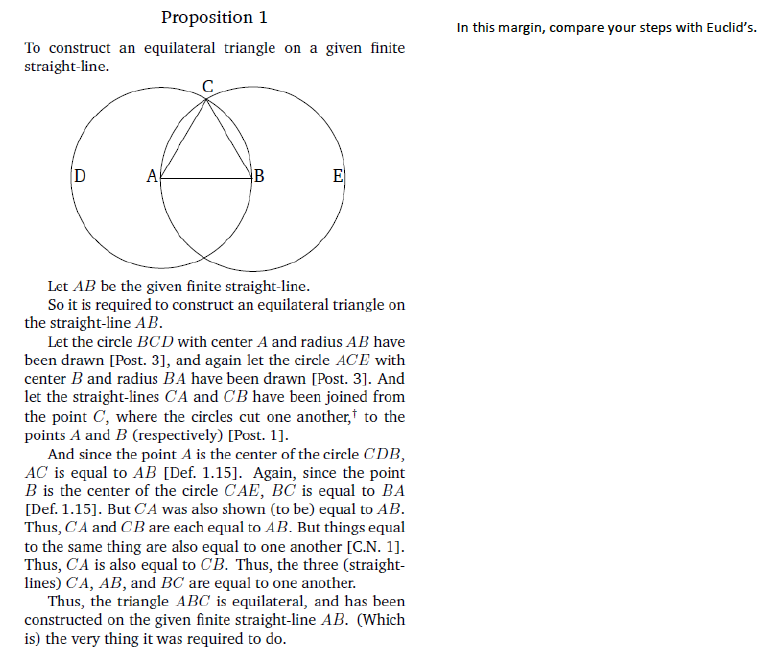 Proposition 1
To construct an equilateral triangle on a given finite
straight-line.
C
D
A
B
E
Let AB be the given finite straight-line.
So it is required to construct an equilateral triangle on
the straight-line AB.
Let the circle BCD with center A and radius AB have
been drawn [Post. 3], and again let the circle ACE with
center B and radius BA have been drawn [Post. 3]. And
let the straight-lines CA and CB have been joined from
the point C, where the circles cut one another,† to the
points A and B (respectively) [Post. 1].
And since the point A is the center of the circle CDB,
AC is equal to AB [Def. 1.15]. Again, since the point
B is the center of the circle CAE, BC is equal to BA
[Def. 1.15]. But CA was also shown (to be) equal to AB.
Thus, CA and CB are each equal to AB. But things equal
to the same thing are also equal to one another [C.N. 1].
Thus, CA is also equal to CB. Thus, the three (straight-
lines) CA, AB, and BC are equal to one another.
Thus, the triangle ABC is equilateral, and has been
constructed on the given finite straight-line AB. (Which
is) the very thing it was required to do.
In this margin, compare your steps with Euclid's.